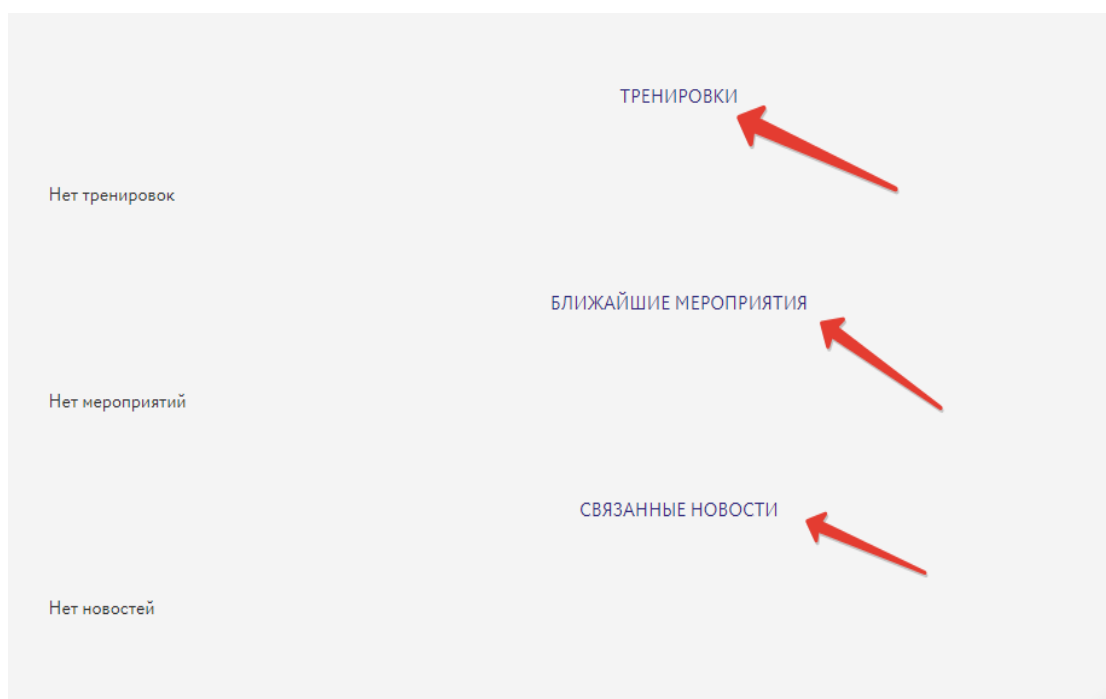 ТРЕНИРОВКИ
Нет тренировок
БЛИЖАЙШИЕ МЕРОПРИЯТИЯ
Нет мероприятий
СВЯЗАННЫЕ НОВОСТИ
Нет новостей